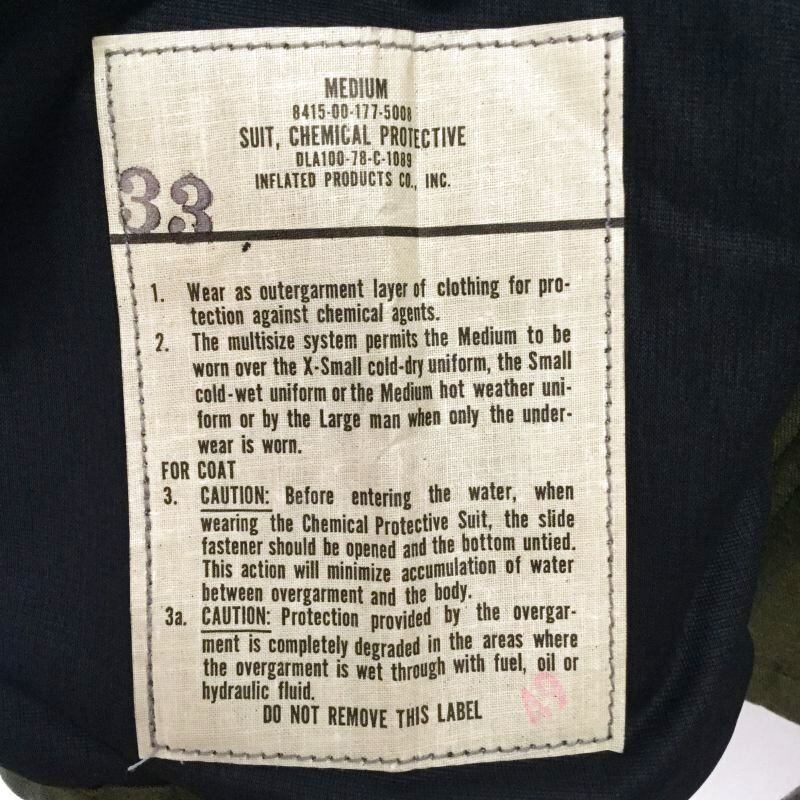 MEDIUM
8415-00-177-5008
SUIT, CHEMICAL PROTECTIVE
DLA100-78-C-1089
INFLATED PRODUCTS CO., INC.
33
1. Wear as outergarment layer of clothing for pro-
tection against chemical agents.
2. The multisize system permits the Medium to be
worn over the X-Small cold-dry uniform, the Small
cold-wet uniform or the Medium hot weather uni-
form or by the Large man when only the under-
wear is worn.
FOR COAT
3. CAUTION: Before entering the water, when
wearing the Chemical Protective Suit, the slide
fastener should be opened and the bottom untied.
This action will minimize accumulation of water
between overgarment and the body.
3a. CAUTION: Protection provided by the overgar-
ment is completely degraded in the areas where
the overgarment is wet through with fuel, oil or
hydraulic fluid.
DO NOT REMOVE THIS LABEL
49